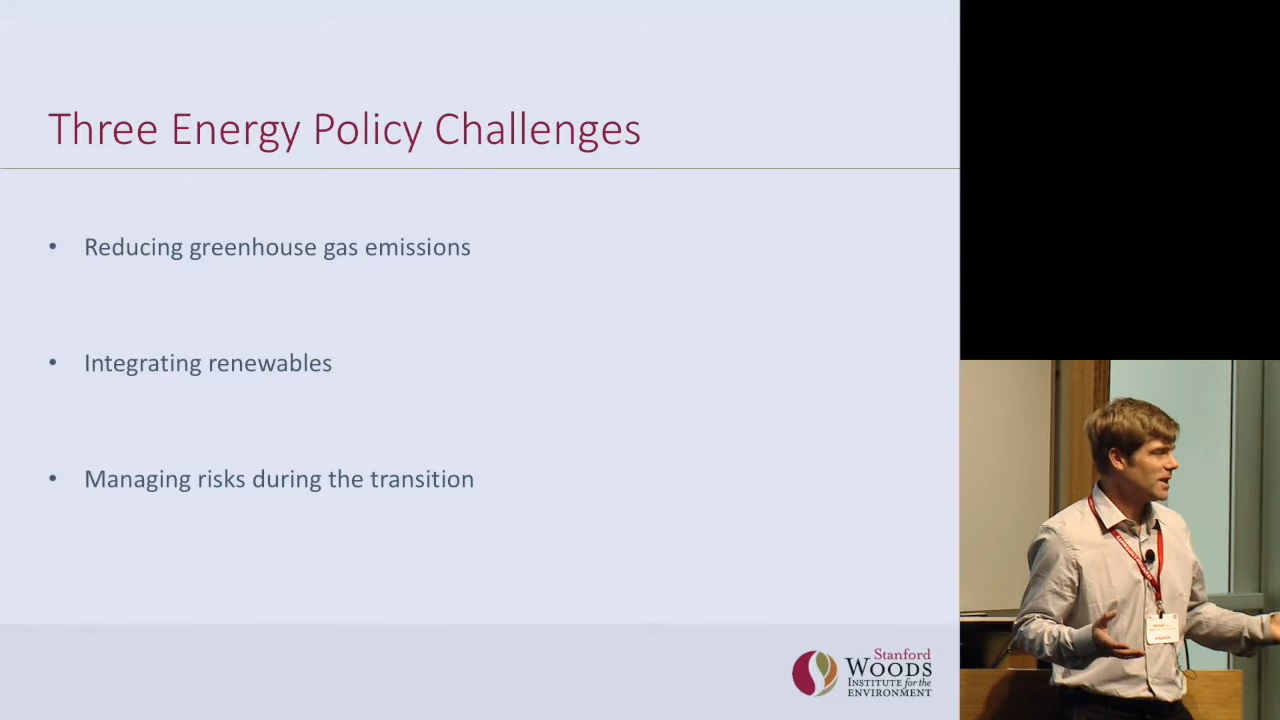 Three Energy Policy Challenges
• Reducing greenhouse gas emissions
• Integrating renewables
• Managing risks during the transition
Stanford
WOODS
INSTITUTE for the
ENVIRONMENT